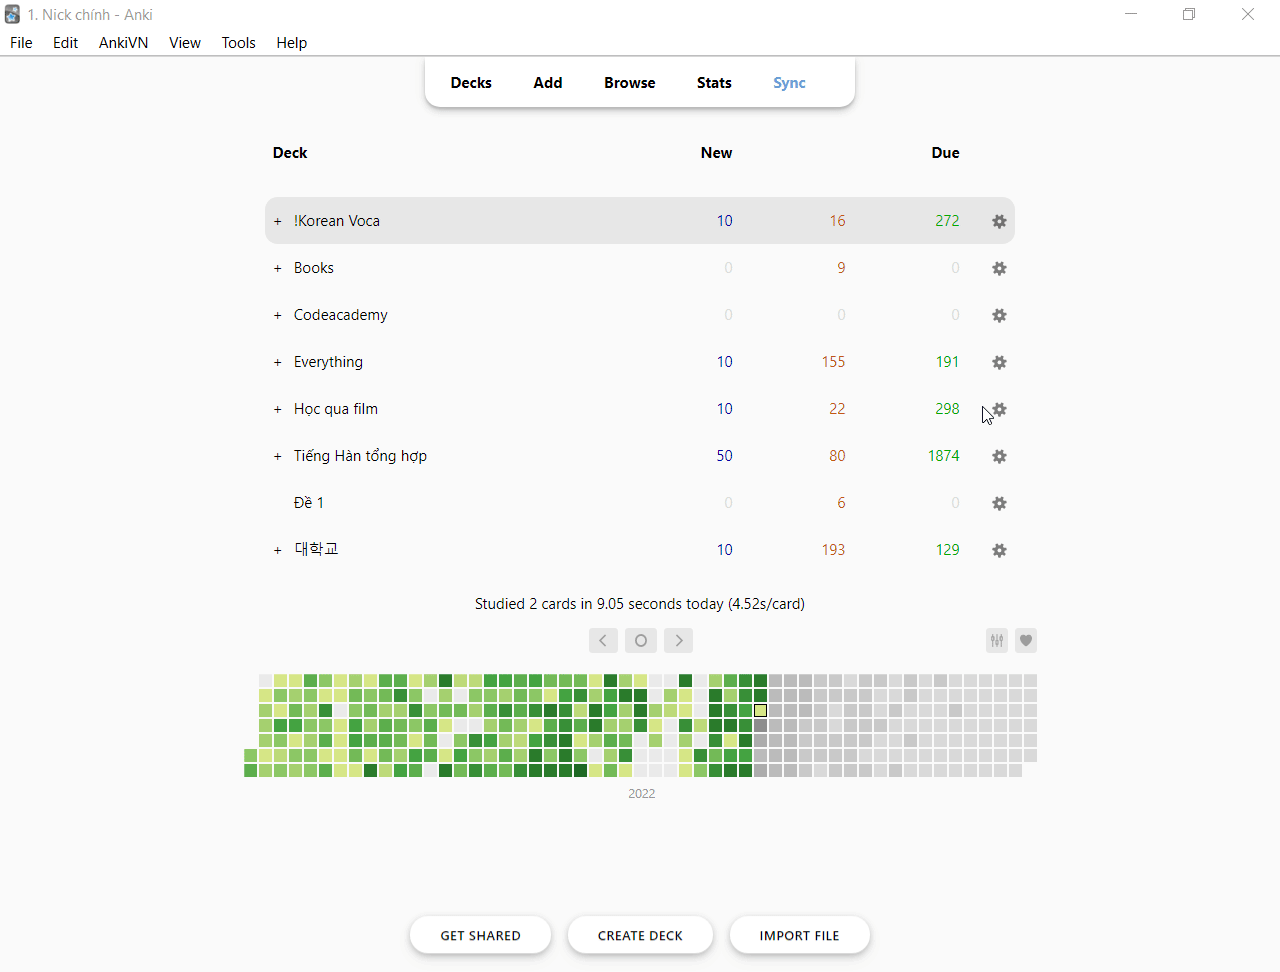 1. Nick chính - Anki
File Edit AnkiVN View Tools Help
Decks Add Browse Stats Sync
Deck New Due
+ !Korean Voca 10 16 272
+ Books 0 9 0
+ Codeacademy 0 0 0
+ Everything 10 155 191
+ Học qua film 10 22 298
+ Tiếng Hàn tổng hợp 50 80 1874
Đề 1 0 6 0
+ 대학교 10 193 129
Studied 2 cards in 9.05 seconds today (4.52s/card)
2022
GET SHARED CREATE DECK IMPORT FILE